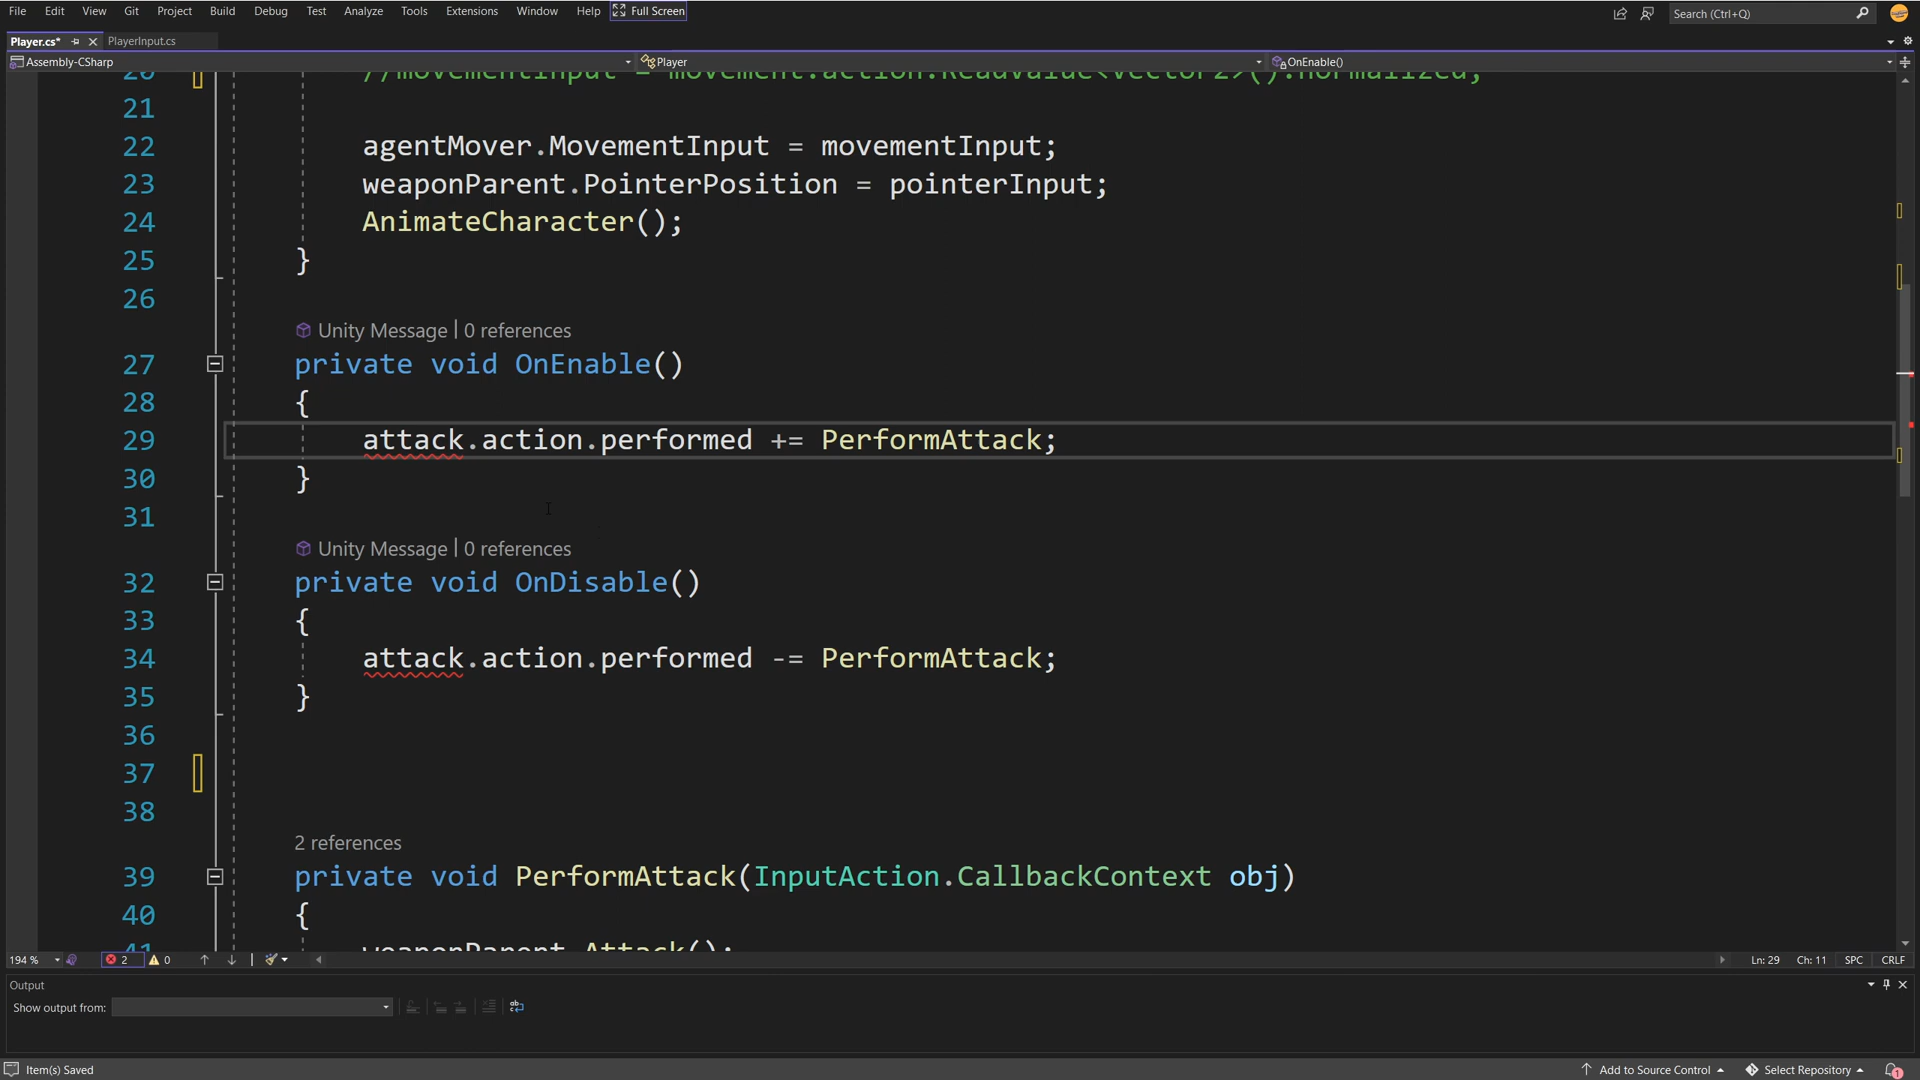 File Edit View Git Project Build Debug Test Analyze Tools Extensions Window Help Full Screen Search (Ctrl+Q)
Player.cs* PlayerInput.cs
Assembly-CSharp Player OnEnable()
20 //movementInput = movement.action.ReadValue<Vector2>().normalized;
21
22 agentMover.MovementInput = movementInput;
23 weaponParent.PointerPosition = pointerInput;
24 AnimateCharacter();
25 }
26
Unity Message | 0 references
27 private void OnEnable()
28 {
29 attack.action.performed += PerformAttack;
30 }
31
Unity Message | 0 references
32 private void OnDisable()
33 {
34 attack.action.performed -= PerformAttack;
35 }
36
37
38
2 references
39 private void PerformAttack(InputAction.CallbackContext obj)
40 {
41 weaponParent.Attack();
194 % 2 0 Ln: 29 Ch: 11 SPC CRLF
Output
Show output from:
Item(s) Saved Add to Source Control Select Repository 1